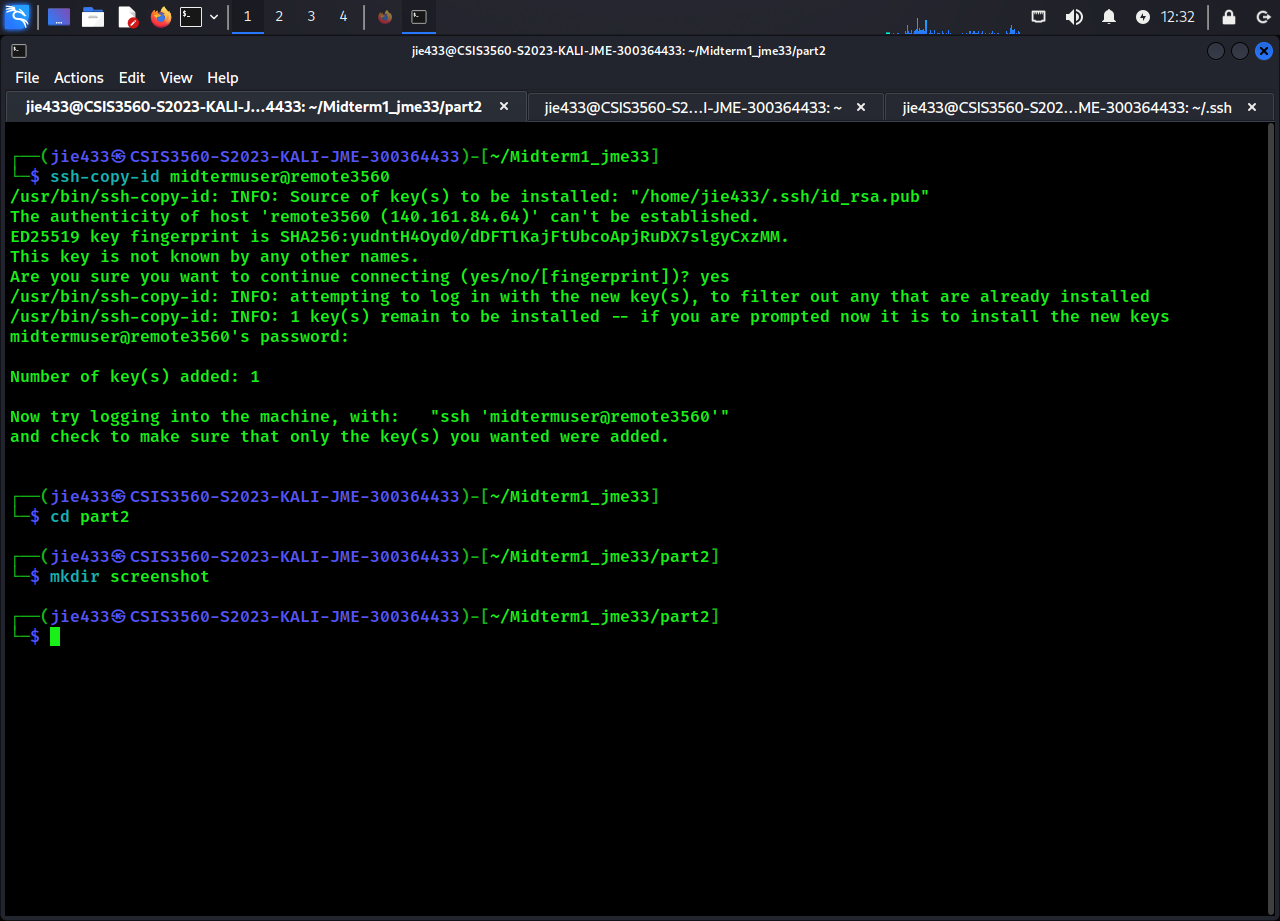 1 2 3 4 12:32
jie433@CSIS3560-S2023-KALI-JME-300364433: ~/Midterm1_jme33/part2
File Actions Edit View Help
jie433@CSIS3560-S2023-KALI-J...4433: ~/Midterm1_jme33/part2 × jie433@CSIS3560-S2...I-JME-300364433: ~ × jie433@CSIS3560-S202...ME-300364433: ~/.ssh ×
┌──(jie433㉿CSIS3560-S2023-KALI-JME-300364433)-[~/Midterm1_jme33]
└─$ ssh-copy-id midtermuser@remote3560
/usr/bin/ssh-copy-id: INFO: Source of key(s) to be installed: "/home/jie433/.ssh/id_rsa.pub"
The authenticity of host 'remote3560 (140.161.84.64)' can't be established.
ED25519 key fingerprint is SHA256:yudntH4Oyd0/dDFTlKajFtUbcoApjRuDX7slgyCxzMM.
This key is not known by any other names.
Are you sure you want to continue connecting (yes/no/[fingerprint])? yes
/usr/bin/ssh-copy-id: INFO: attempting to log in with the new key(s), to filter out any that are already installed
/usr/bin/ssh-copy-id: INFO: 1 key(s) remain to be installed -- if you are prompted now it is to install the new keys
midtermuser@remote3560's password:
Number of key(s) added: 1
Now try logging into the machine, with:   "ssh 'midtermuser@remote3560'"
and check to make sure that only the key(s) you wanted were added.
┌──(jie433㉿CSIS3560-S2023-KALI-JME-300364433)-[~/Midterm1_jme33]
└─$ cd part2
┌──(jie433㉿CSIS3560-S2023-KALI-JME-300364433)-[~/Midterm1_jme33/part2]
└─$ mkdir screenshot
┌──(jie433㉿CSIS3560-S2023-KALI-JME-300364433)-[~/Midterm1_jme33/part2]
└─$